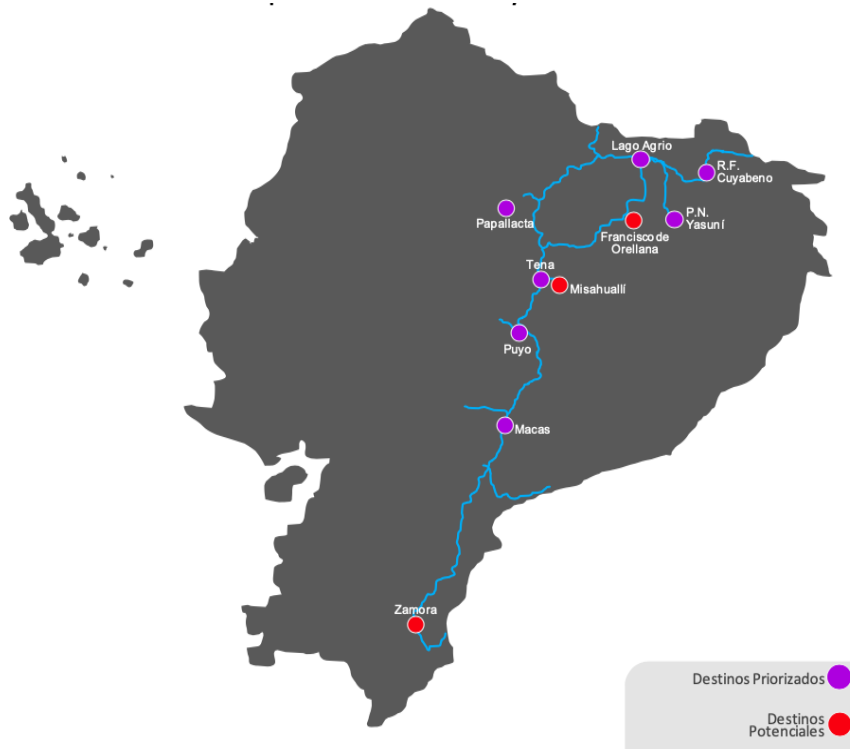 Lago Agrio
R.F.
Cuyabeno
Papallacta
P.N.
Yasuní
Francisco de
Orellana
Tena
Misahuallí
Puyo
Macas
Zamora
Destinos Priorizados
Destinos
Potenciales